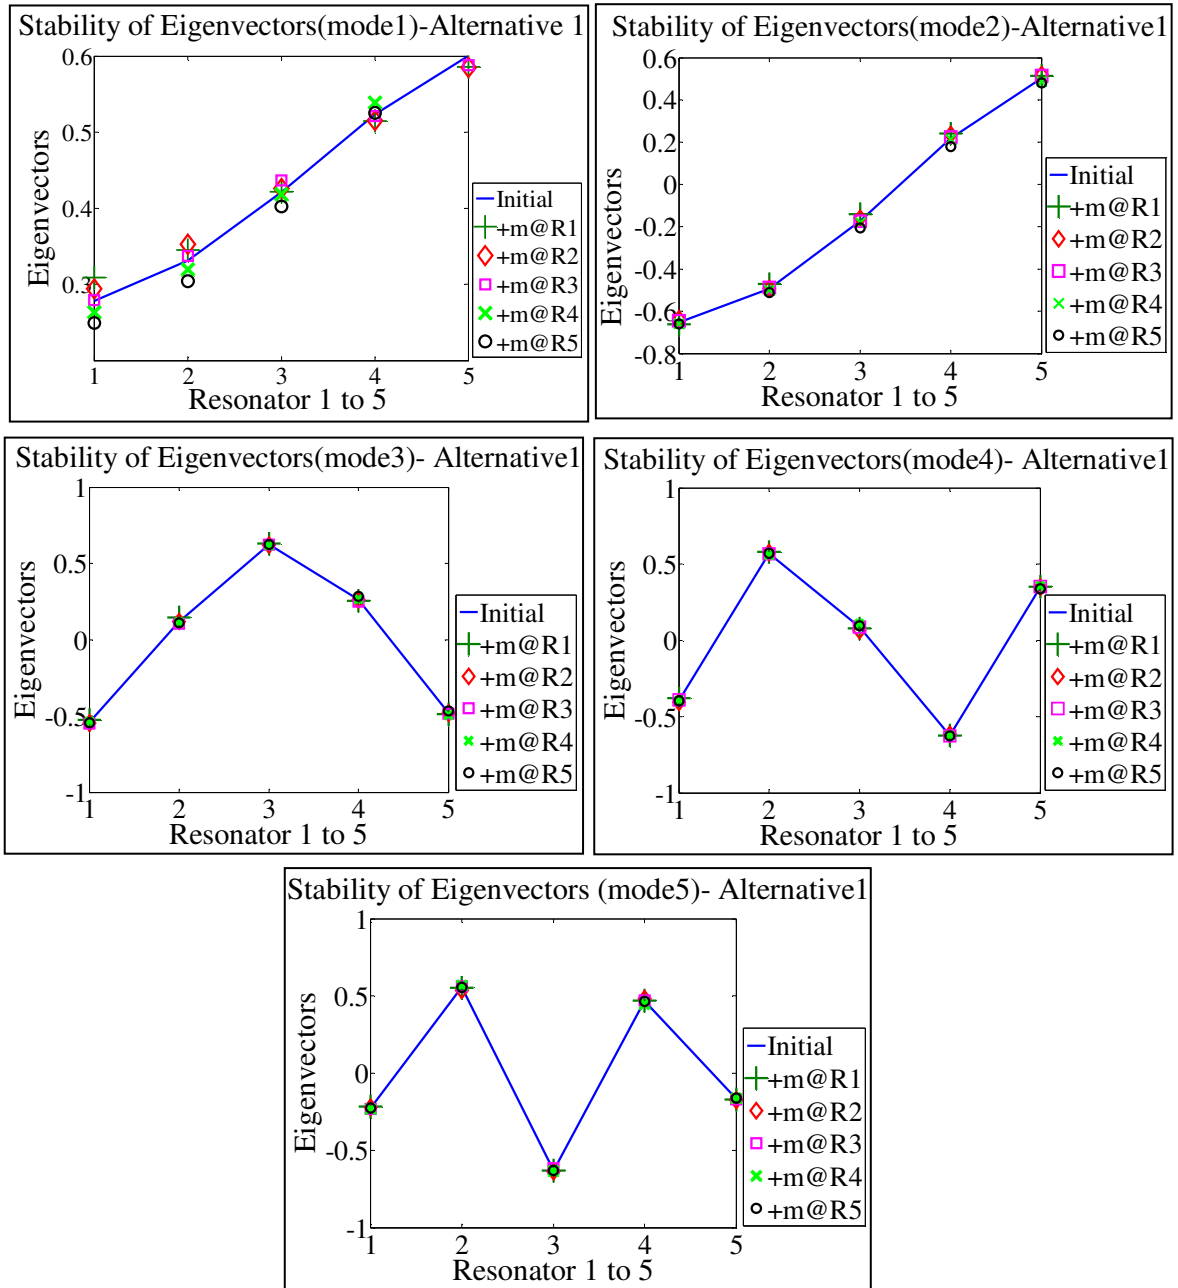 Stability of Eigenvectors(mode1)-Alternative 1
0.6
0.5
0.4
0.3
Eigenvectors
1 2 3 4 5
Resonator 1 to 5
Initial
+m@R1
+m@R2
+m@R3
+m@R4
+m@R5
Stability of Eigenvectors(mode2)-Alternative1
0.6
0.4
0.2
0
-0.2
-0.4
-0.6
-0.8
Eigenvectors
1 2 3 4 5
Resonator 1 to 5
Initial
+m@R1
+m@R2
+m@R3
+m@R4
+m@R5
Stability of Eigenvectors(mode3)- Alternative1
1
0.5
0
-0.5
-1
Eigenvectors
1 2 3 4 5
Resonator 1 to 5
Initial
+m@R1
+m@R2
+m@R3
+m@R4
+m@R5
Stability of Eigenvectors(mode4)- Alternative1
1
0.5
0
-0.5
-1
Eigenvectors
1 2 3 4 5
Resonator 1 to 5
Initial
+m@R1
+m@R2
+m@R3
+m@R4
+m@R5
Stability of Eigenvectors (mode5)- Alternative1
1
0.5
0
-0.5
-1
Eigenvectors
1 2 3 4 5
Resonator 1 to 5
Initial
+m@R1
+m@R2
+m@R3
+m@R4
+m@R5